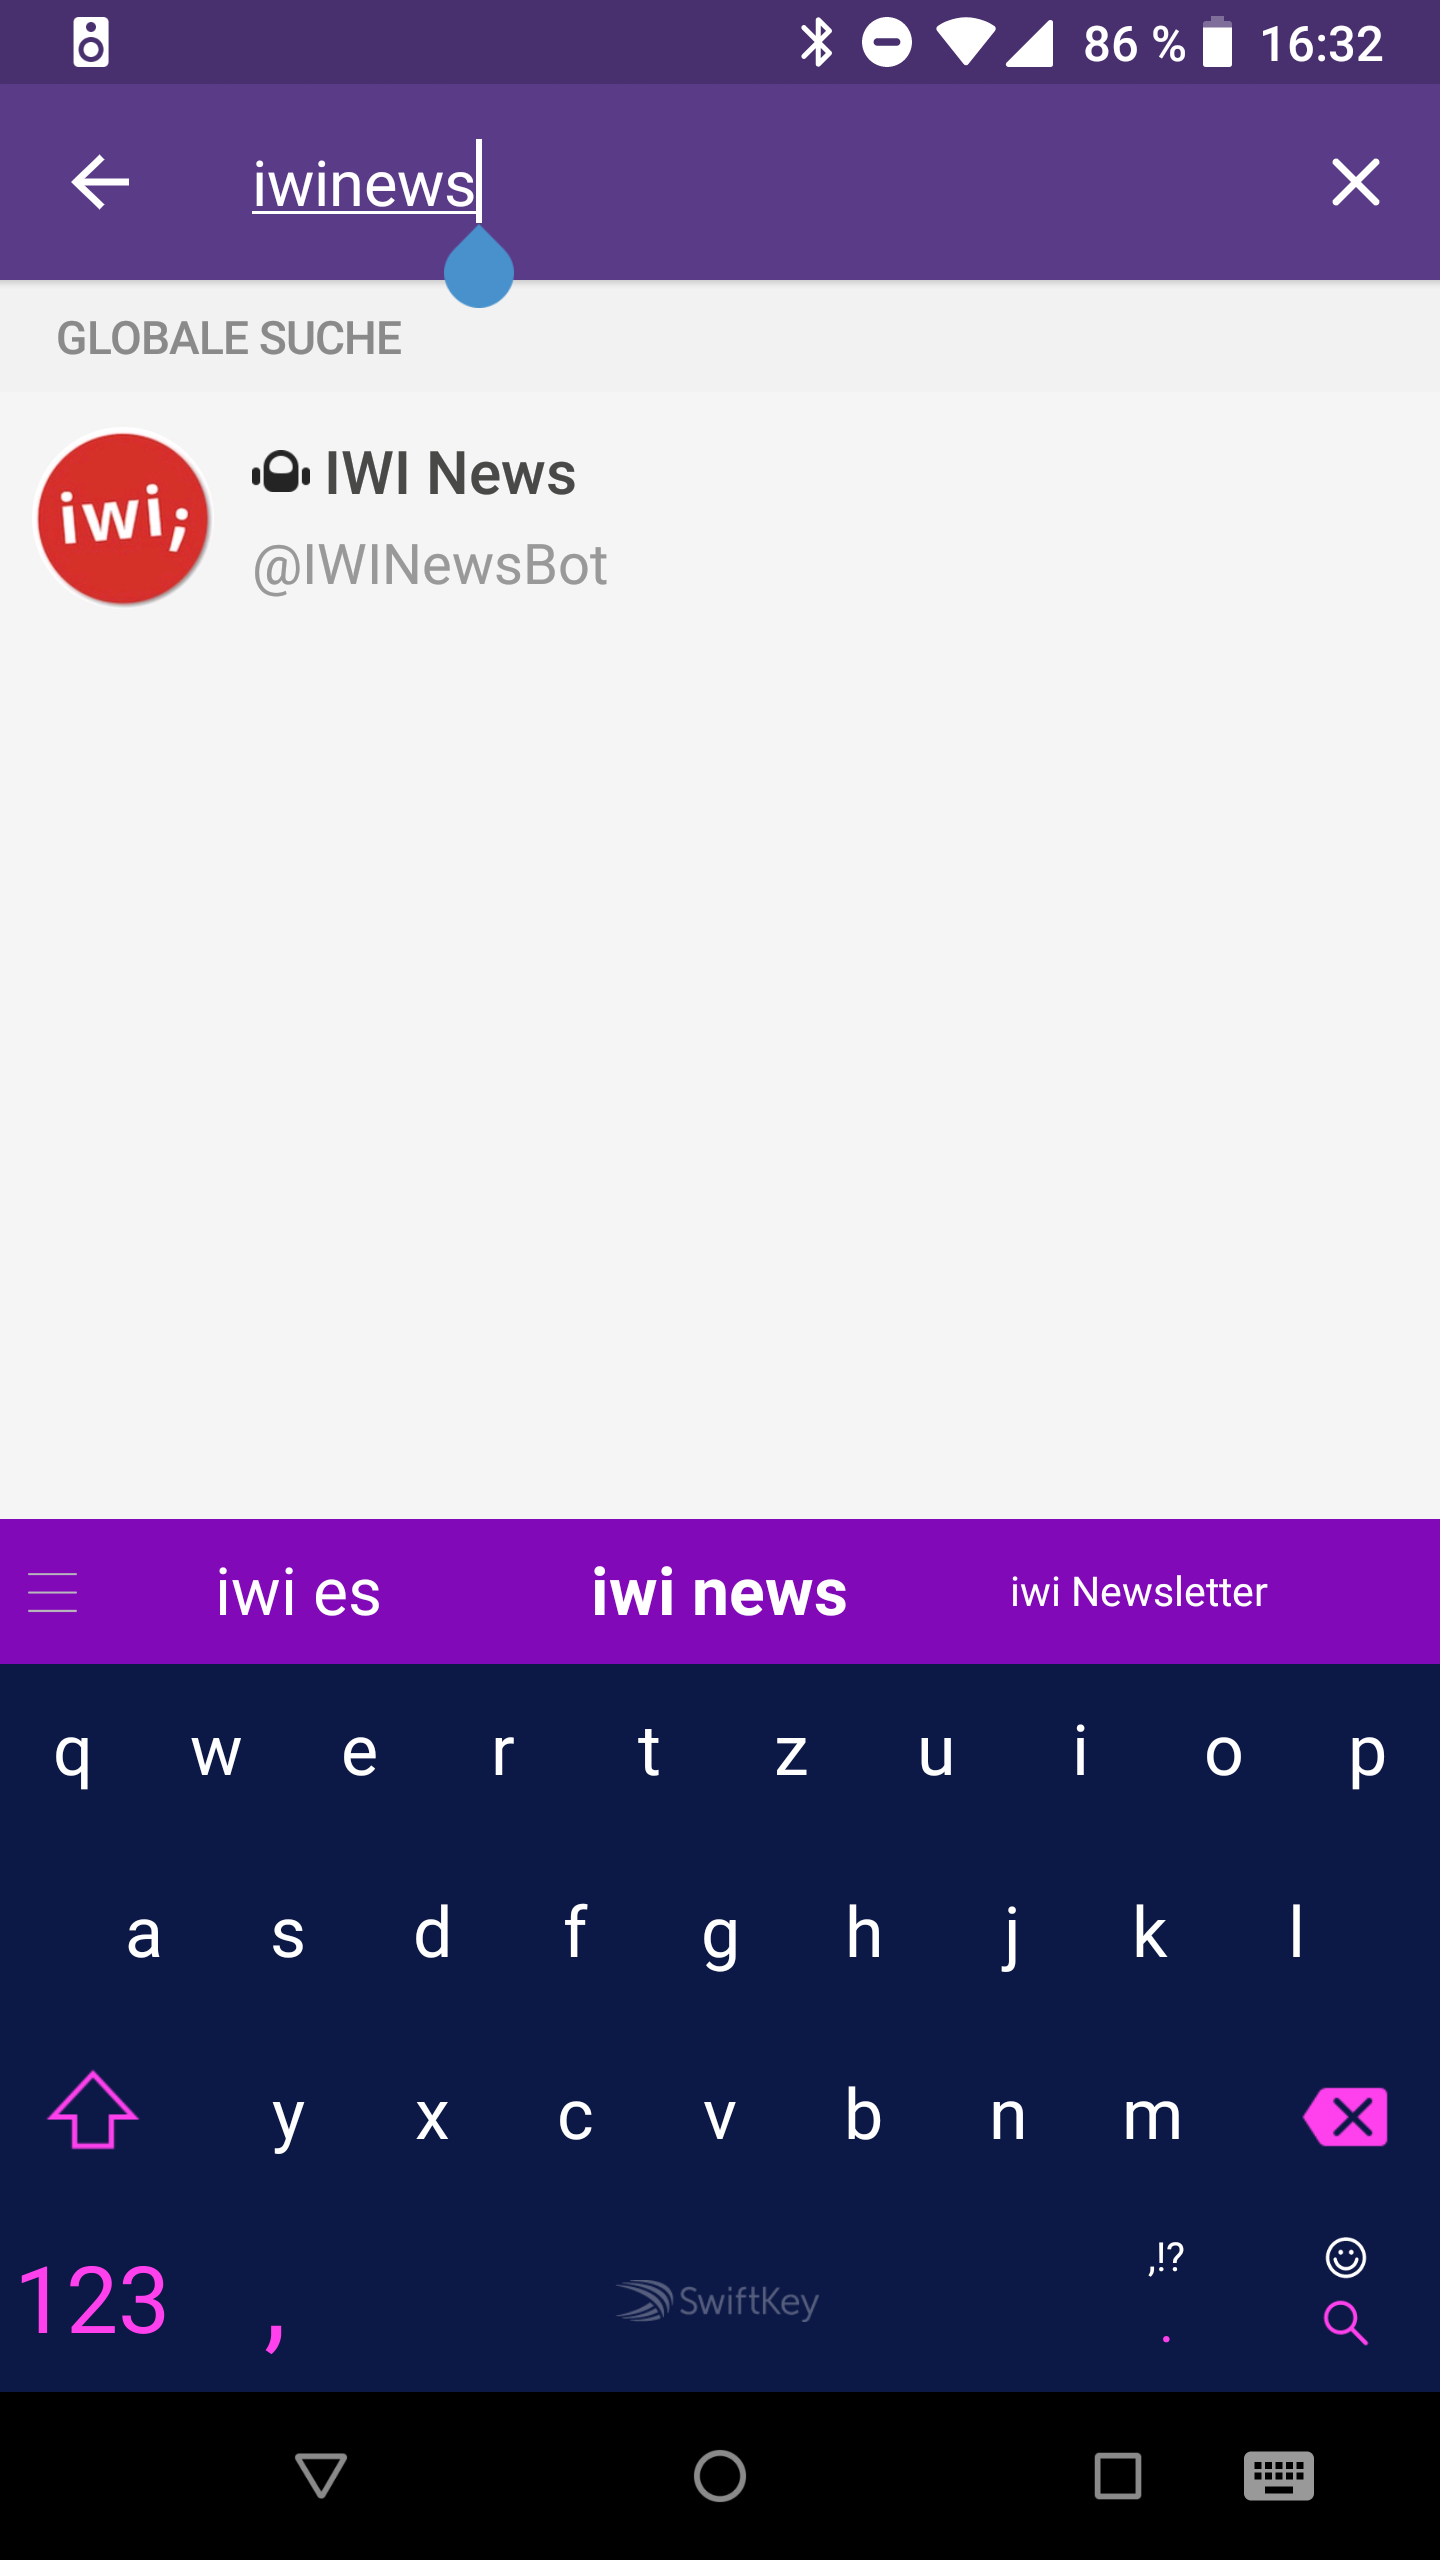 86 % 16:32
iwinews
GLOBALE SUCHE
iwi;
IWI News
@IWINewsBot
iwi es iwi news iwi Newsletter
q w e r t z u i o p
a s d f g h j k l
y x c v b n m
,!?
123 , SwiftKey .